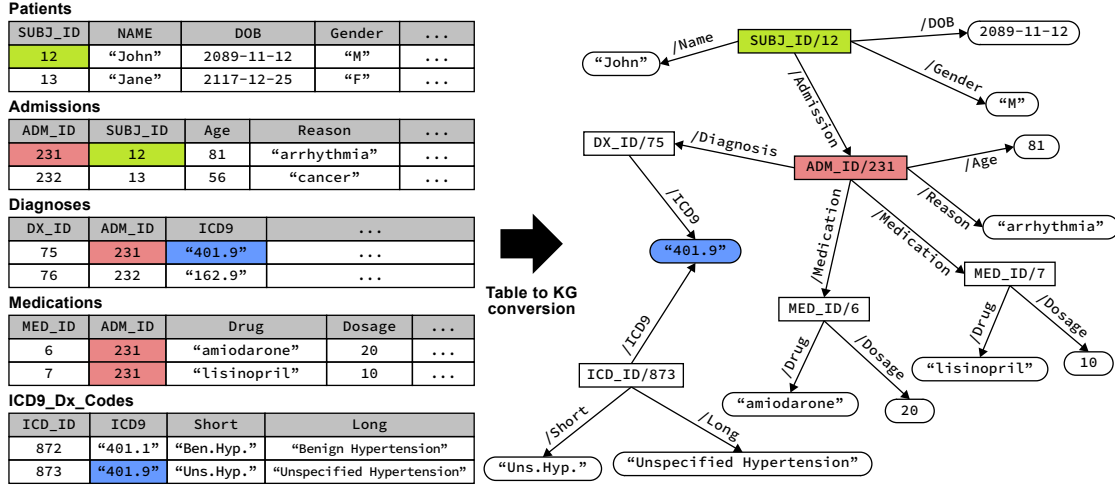 Patients
SUBJ_ID NAME DOB Gender ...
12 “John” 2089-11-12 “M” ...
13 “Jane” 2117-12-25 “F” ...
Admissions
ADM_ID SUBJ_ID Age Reason ...
231 12 81 “arrhythmia” ...
232 13 56 “cancer” ...
Diagnoses
DX_ID ADM_ID ICD9 ...
75 231 “401.9” ...
76 232 “162.9” ...
Medications
MED_ID ADM_ID Drug Dosage ...
6 231 “amiodarone” 20 ...
7 231 “lisinopril” 10 ...
ICD9_Dx_Codes
ICD_ID ICD9 Short Long
872 “401.1” “Ben.Hyp.” “Benign Hypertension”
873 “401.9” “Uns.Hyp.” “Unspecified Hypertension”
Table to KG
conversion
SUBJ_ID/12
/Name
“John”
/DOB
2089-11-12
/Gender
“M”
/Admission
ADM_ID/231
/Diagnosis
DX_ID/75
/Age
81
/Reason
“arrhythmia”
/ICD9
“401.9”
/Medication
/Medication
MED_ID/6
MED_ID/7
/ICD9
ICD_ID/873
/Drug
“amiodarone”
/Dosage
20
/Drug
“lisinopril”
/Dosage
10
/Short
“Uns.Hyp.”
/Long
“Unspecified Hypertension”